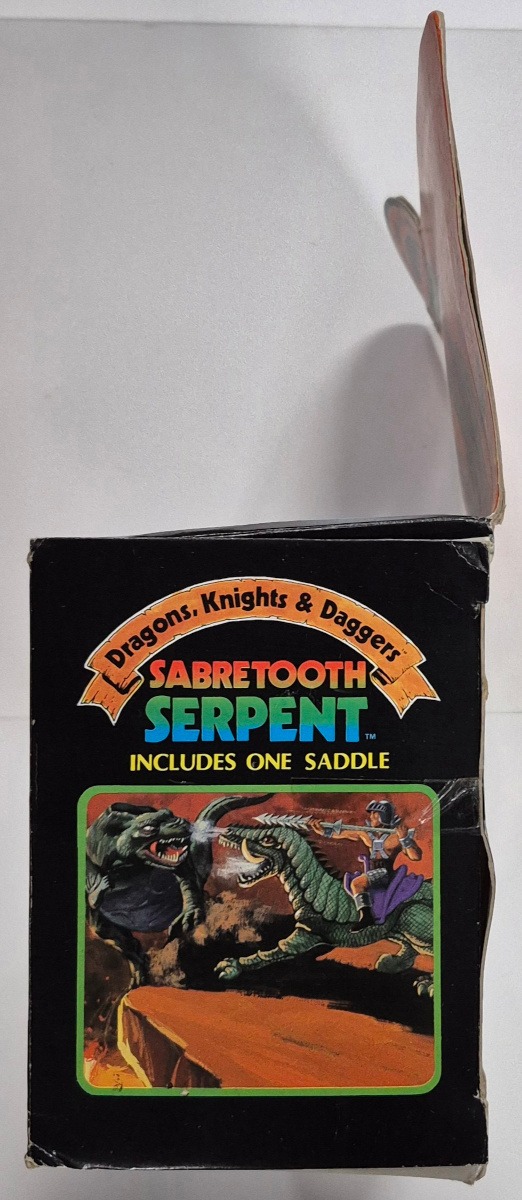 Dragons, Knights & Daggers
SABRETOOTH
SERPENT™
INCLUDES ONE SADDLE